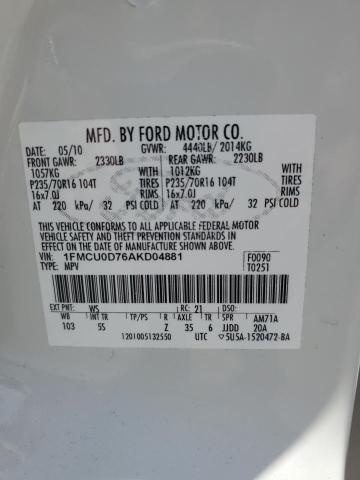 MFD. BY FORD MOTOR CO.
DATE: 05/10 GVWR: 4440LB/ 2014KG
FRONT GAWR: 2330LB REAR GAWR: 2230LB
1057KG WITH 1012KG WITH
P235/70R16 104T TIRES P235/70R16 104T TIRES
16x7.0J RIMS 16x7.0J RIMS
AT 220 kPa/ 32 PSI COLD AT 220 kPa/ 32 PSI COLD
THIS VEHICLE CONFORMS TO ALL APPLICABLE FEDERAL MOTOR
VEHICLE SAFETY AND THEFT PREVENTION STANDARDS IN
EFFECT ON THE DATE OF MANUFACTURE SHOWN ABOVE.
VIN: 1FMCU0D76AKD04881 F0090
TYPE: MPV T0251
EXT PNT: WS RC: 21 DSO:
WB INT TR TP/PS R AXLE TR SPR AM71A
103 5S Z 35 6 JJDD 20A
1201005132550 UTC ▽5U5A-1520472-BA